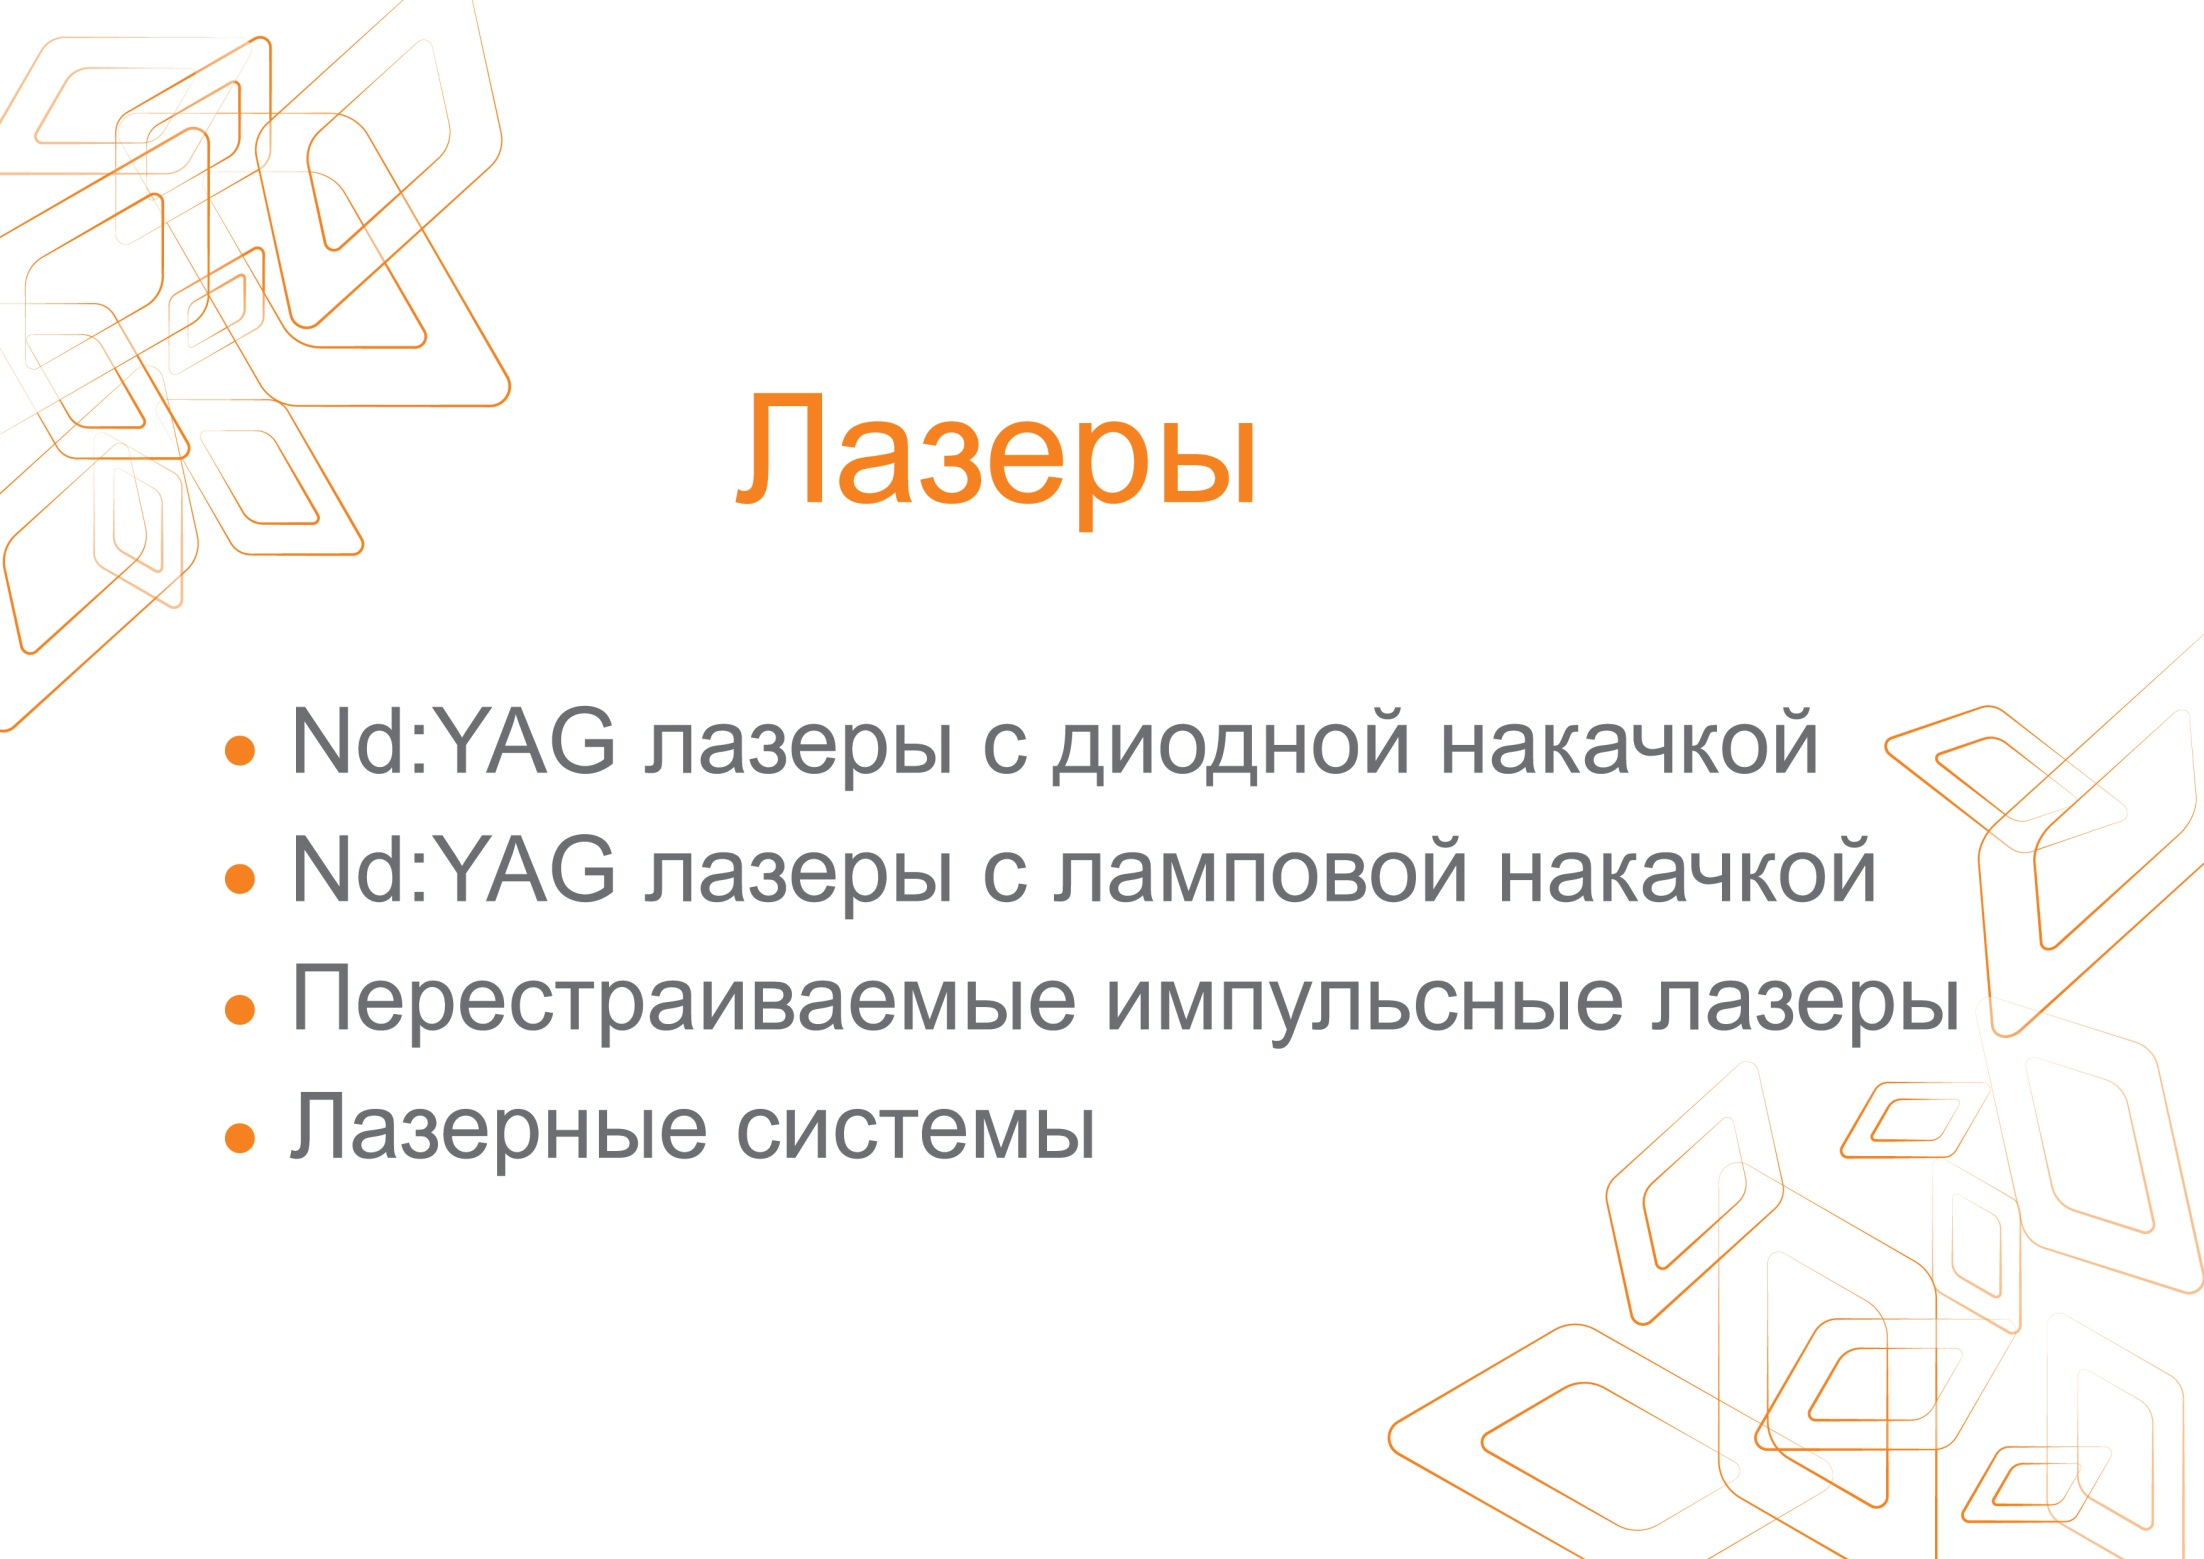 Лазеры
• Nd:YAG лазеры с диодной накачкой
• Nd:YAG лазеры с ламповой накачкой
• Перестраиваемые импульсные лазеры
• Лазерные системы